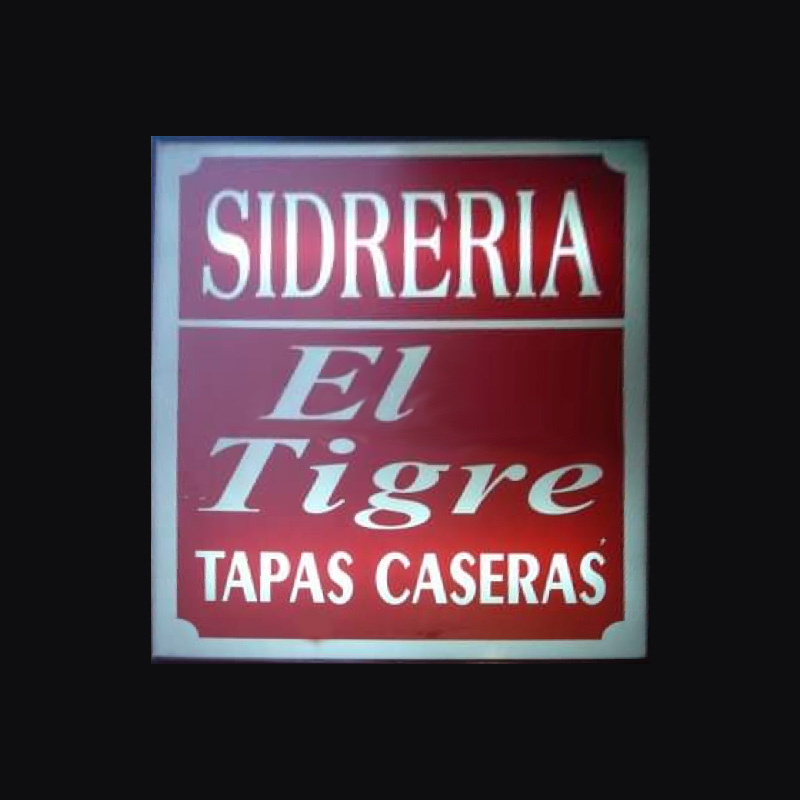 SIDRERIA
El
Tigre
TAPAS CASERAS